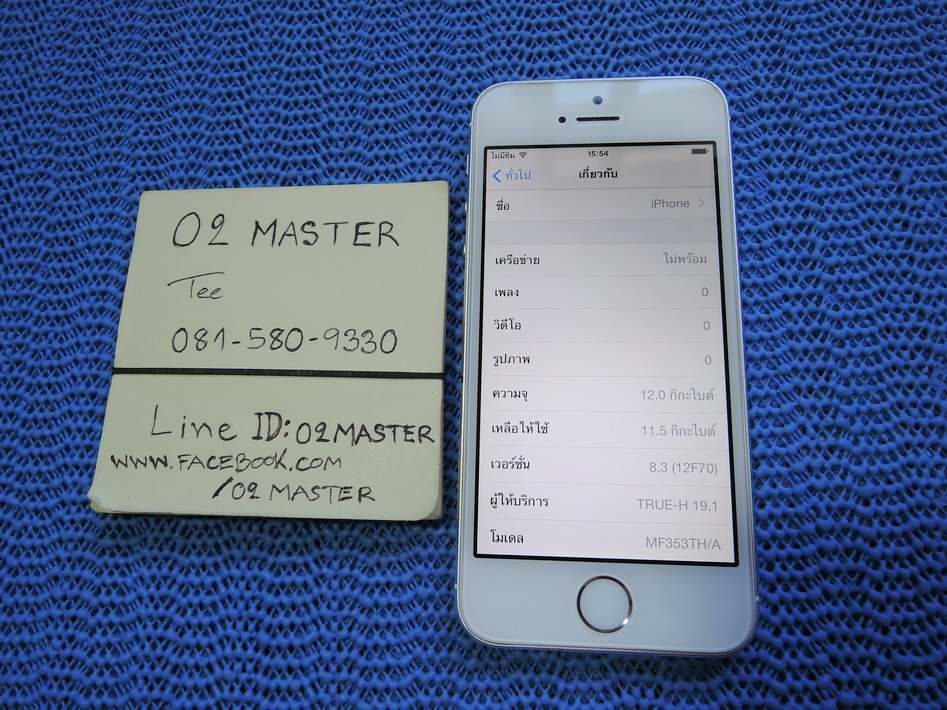 02 MASTER
Tee
081-580-9330
Line ID: 02MASTER
WWW.FACEBOOK.COM
/02 MASTER
ไม่มีซิม 15:54
ทั่วไป เกี่ยวกับ
ชื่อ iPhone
เครือข่าย ไม่พร้อม
เพลง 0
วิดีโอ 0
รูปภาพ 0
ความจุ 12.0 กิกะไบต์
เหลือให้ใช้ 11.5 กิกะไบต์
เวอร์ชั่น 8.3 (12F70)
ผู้ให้บริการ TRUE-H 19.1
โมเดล MF353TH/A